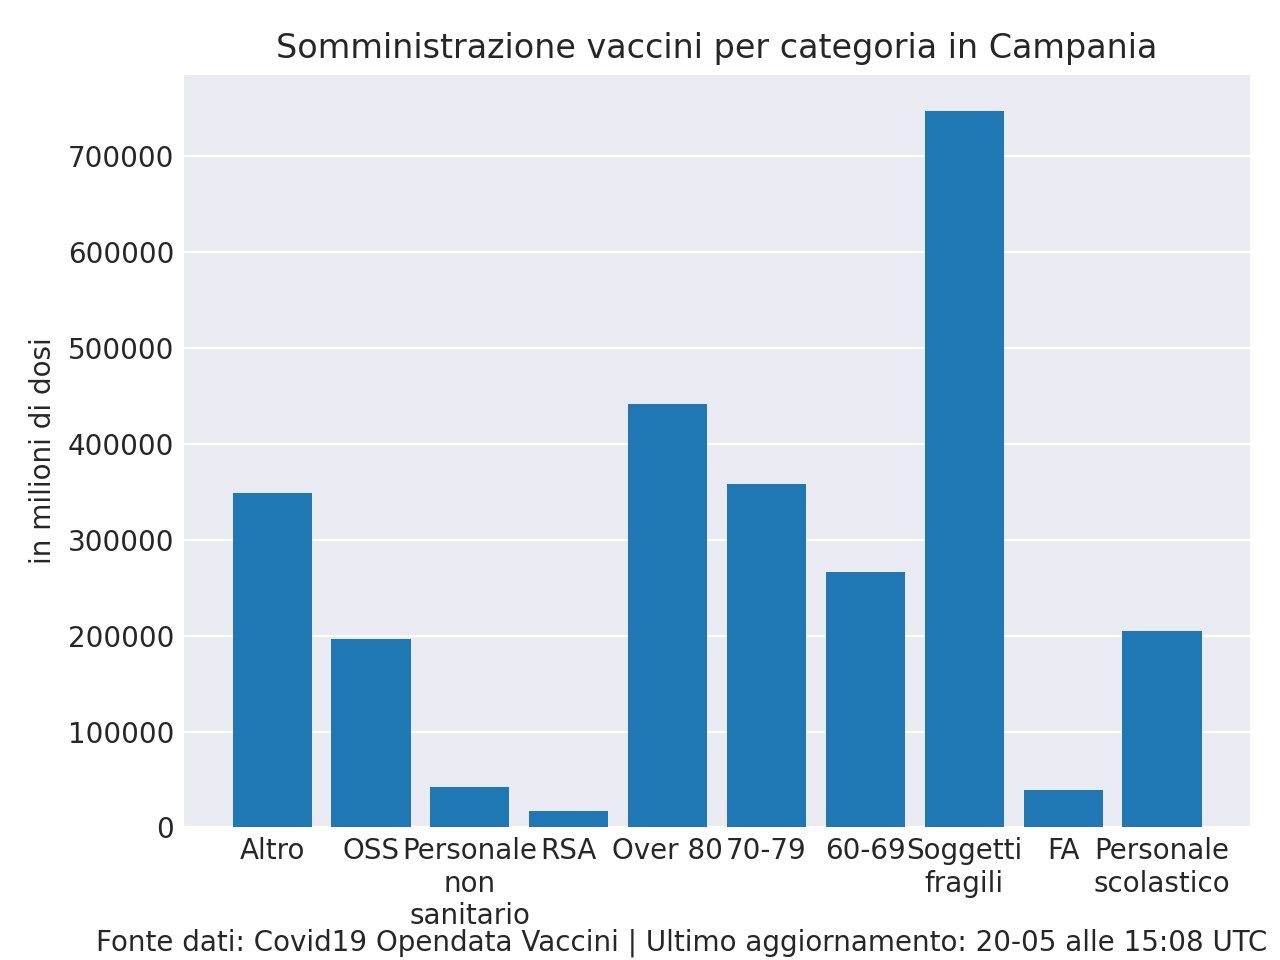 Somministrazione vaccini per categoria in Campania
in milioni di dosi
700000
600000
500000
400000
300000
200000
100000
0
Altro
OSS
Personale
non
sanitario
RSA
Over 80
70-79
60-69
Soggetti
fragili
FA
Personale
scolastico
Fonte dati: Covid19 Opendata Vaccini | Ultimo aggiornamento: 20-05 alle 15:08 UTC